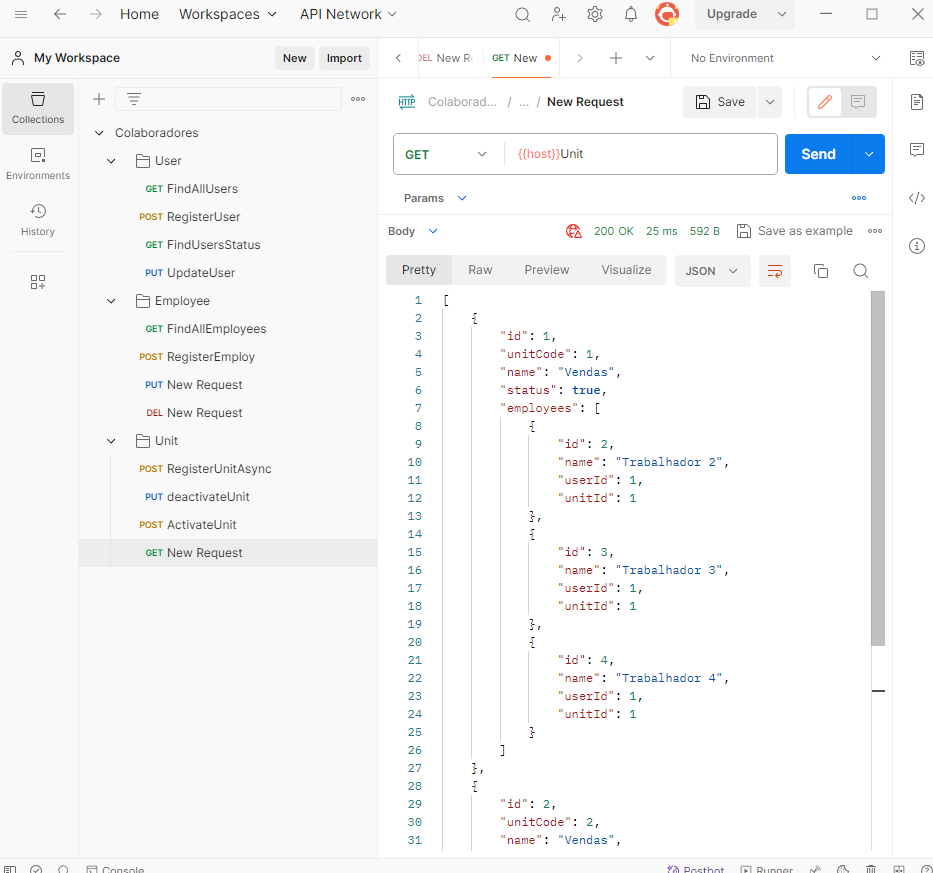 Home Workspaces API Network Upgrade
My Workspace New Import
DEL New R GET New No Environment
Collections
Environments
History
Colaboradores
User
GET FindAllUsers
POST RegisterUser
GET FindUsersStatus
PUT UpdateUser
Employee
GET FindAllEmployees
POST RegisterEmploy
PUT New Request
DEL New Request
Unit
POST RegisterUnitAsync
PUT deactivateUnit
POST ActivateUnit
GET New Request
HTTP Colaborad... / ... / New Request Save
GET {{host}}Unit Send
Params
Body 200 OK 25 ms 592 B Save as example
Pretty Raw Preview Visualize JSON
1 [
2 {
3 "id": 1,
4 "unitCode": 1,
5 "name": "Vendas",
6 "status": true,
7 "employees": [
8 {
9 "id": 2,
10 "name": "Trabalhador 2",
11 "userId": 1,
12 "unitId": 1
13 },
14 {
15 "id": 3,
16 "name": "Trabalhador 3",
17 "userId": 1,
18 "unitId": 1
19 },
20 {
21 "id": 4,
22 "name": "Trabalhador 4",
23 "userId": 1,
24 "unitId": 1
25 }
26 ]
27 },
28 {
29 "id": 2,
30 "unitCode": 2,
31 "name": "Vendas",
Console Postbot Runner